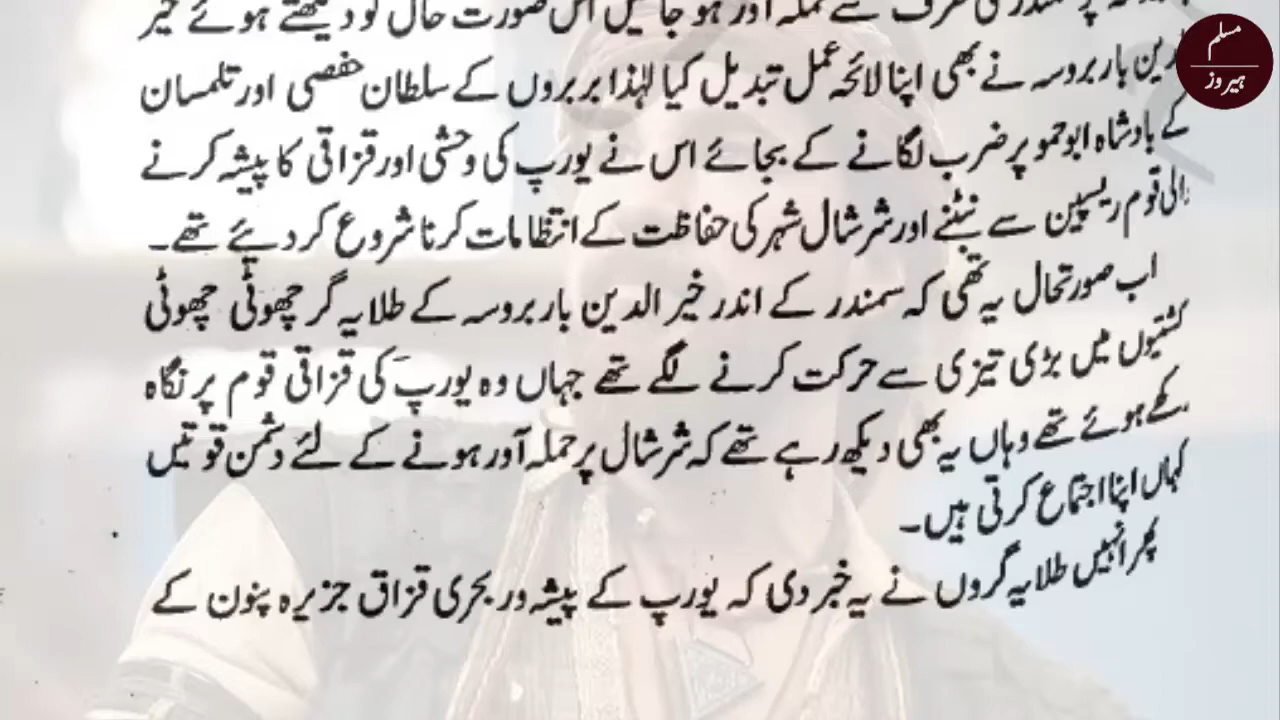 پر سمندر کی طرف سے حملہ آور ہو جائیں اس صورت حال کو دیکھتے ہوئے خیر
مسلم
ہیروز
الدین باربروسہ نے بھی اپنا لائحہ عمل تبدیل کیا لہٰذا بربروں کے سلطان حفصی اور تلمسان
کے بادشاہ ابوحمو پر ضرب لگانے کے بجائے اس نے یورپ کی وحشی اور قزاقی کا پیشہ کرنے
الی قوم ریسپین سے نبٹنے اور شرشال شہر کی حفاظت کے انتظامات کرنا شروع کر دیئے تھے۔
اب صورتحال یہ تھی کہ سمندر کے اندر خیر الدین باربروسہ کے طلایہ گر چھوٹی چھوٹی
کشتیوں میں بڑی تیزی سے حرکت کرنے لگے تھے جہاں وہ یورپ کی قزاقی قوم پر نگاہ
کھے ہوئے تھے وہاں یہ بھی دیکھ رہے تھے کہ شرشال پر حملہ آور ہونے کے لئے دشمن قوتیں
کہاں اپنا اجتماع کرتی ہیں۔
پھر انہیں طلایہ گروں نے یہ خبر دی کہ یورپ کے پیشہ ور بحری قزاق جزیرہ پنون کے